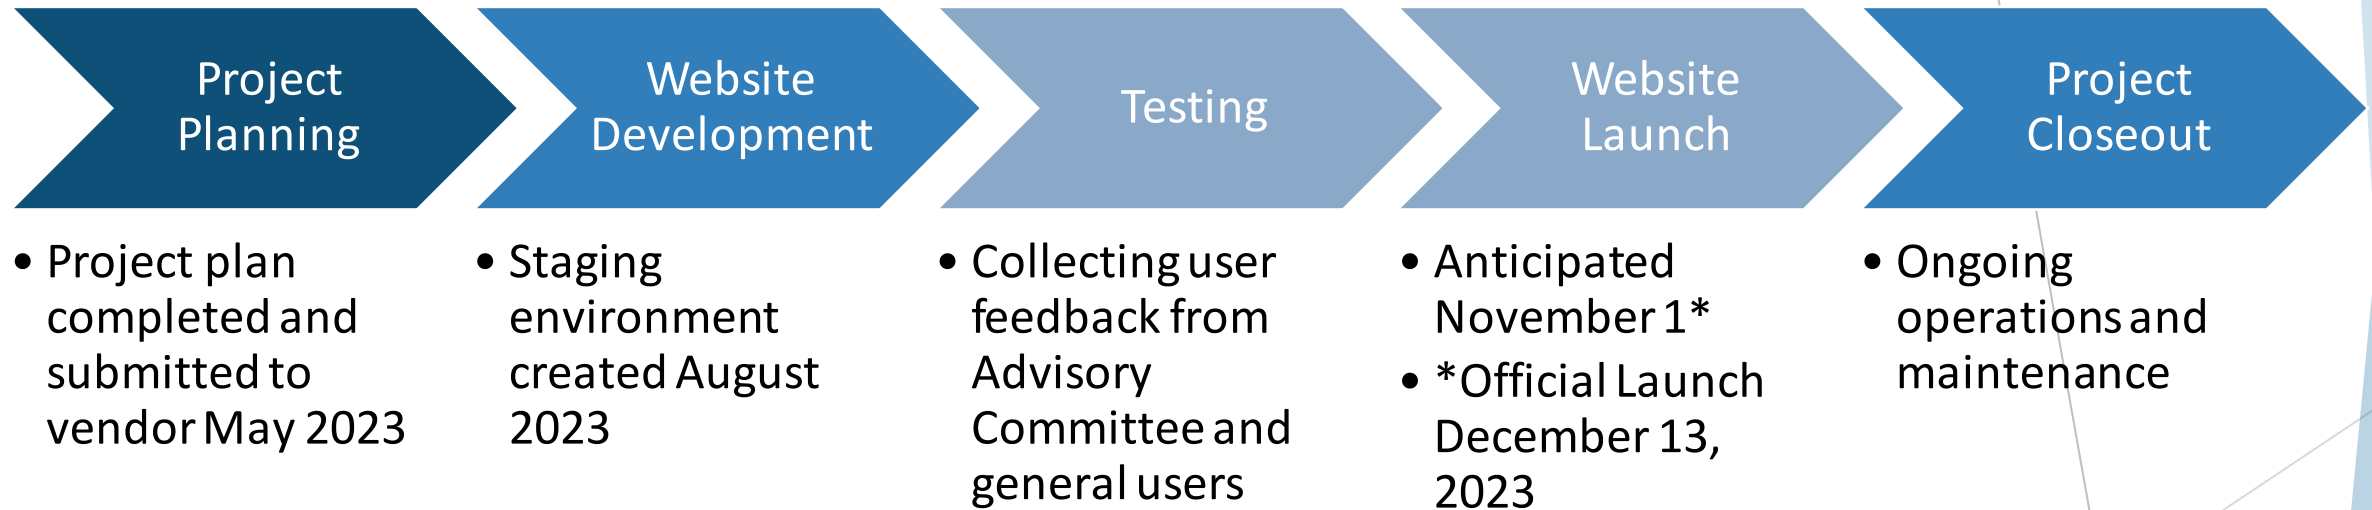 Project
Planning
Website
Development
Testing
Website
Launch
Project
Closeout
• Project plan
completed and
submitted to
vendor May 2023
• Staging
environment
created August
2023
• Collecting user
feedback from
Advisory
Committee and
general users
• Anticipated
November 1*
• *Official Launch
December 13,
2023
• Ongoing
operations and
maintenance